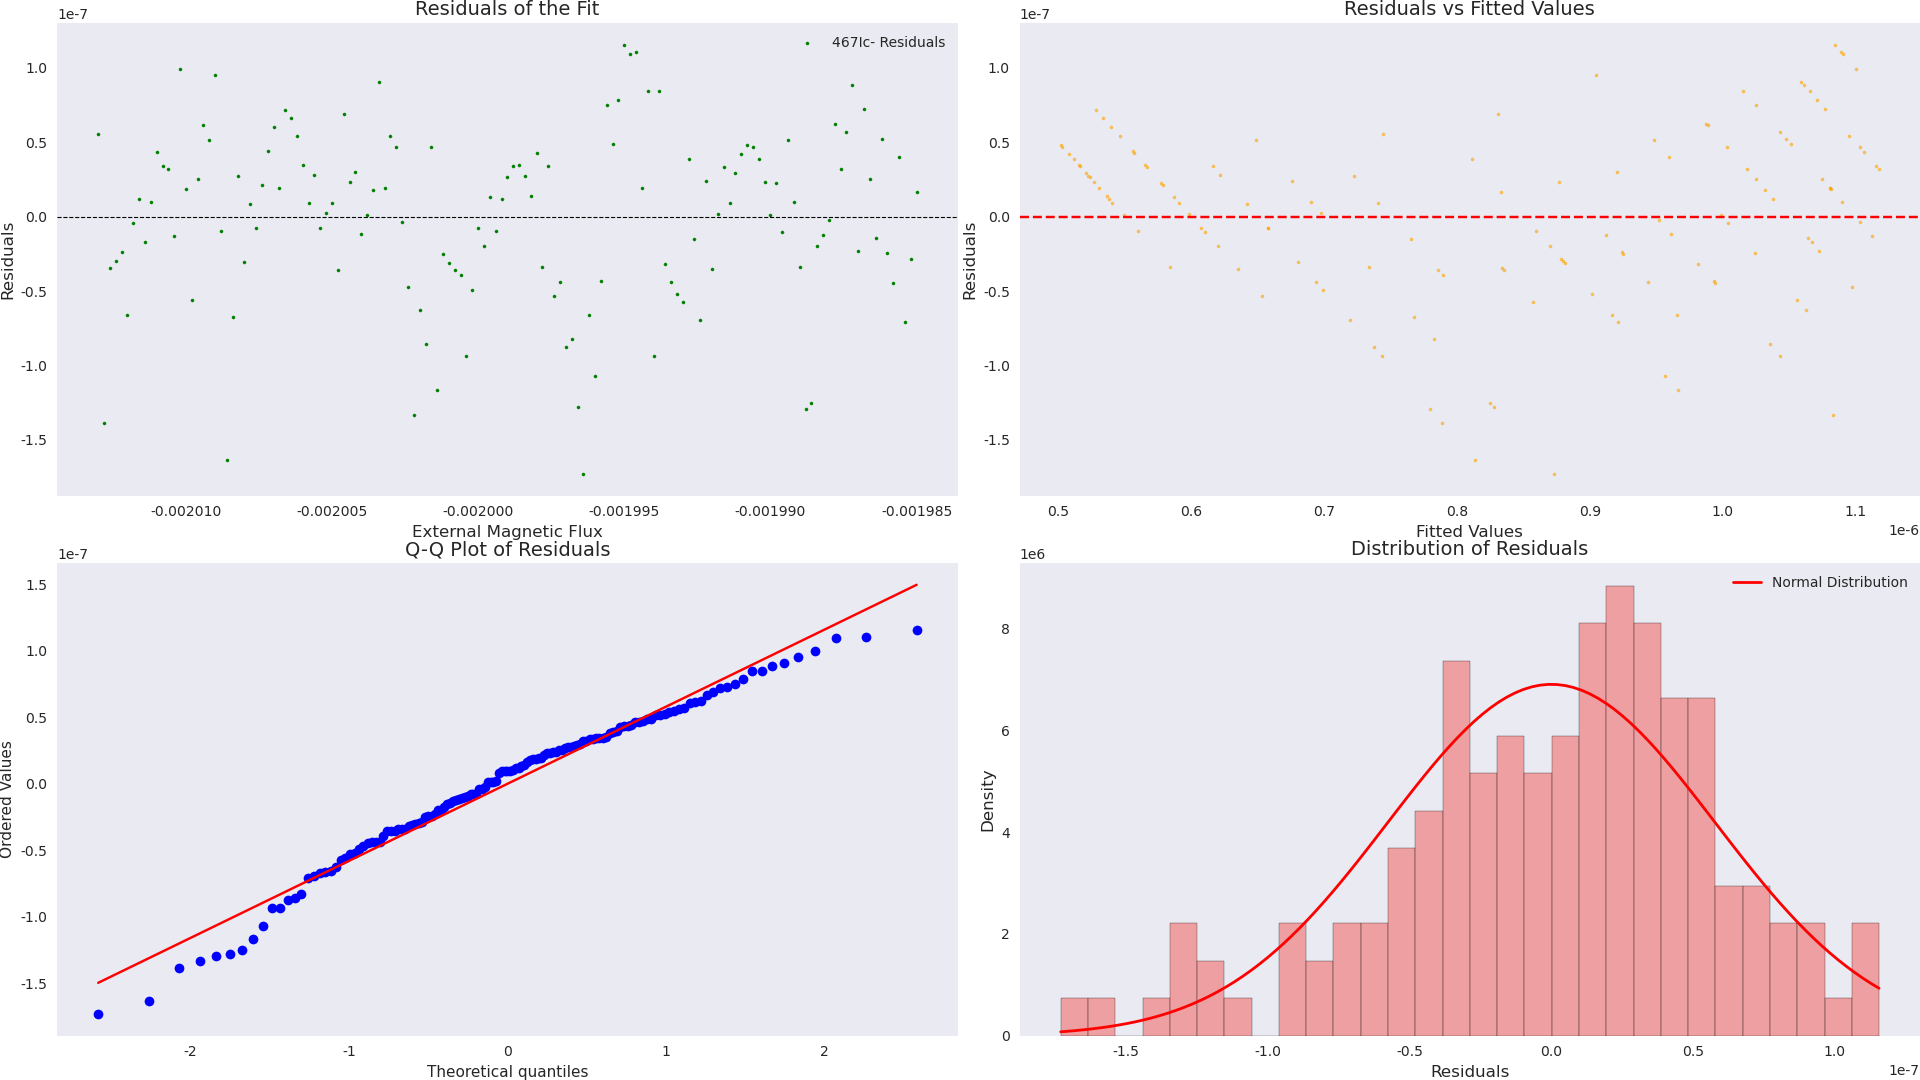 Residuals of the Fit
1e-7
467Ic- Residuals
1.0
0.5
0.0
-0.5
-1.0
-1.5
Residuals
-0.002010
-0.002005
-0.002000
-0.001995
-0.001990
-0.001985
External Magnetic Flux
Residuals vs Fitted Values
1e-7
1.0
0.5
0.0
-0.5
-1.0
-1.5
Residuals
0.5
0.6
0.7
0.8
0.9
1.0
1.1
1e-6
Fitted Values
Q-Q Plot of Residuals
1e-7
1.5
1.0
0.5
0.0
-0.5
-1.0
-1.5
Ordered Values
-2
-1
0
1
2
Theoretical quantiles
Distribution of Residuals
1e6
Normal Distribution
8
6
4
2
0
Density
-1.5
-1.0
-0.5
0.0
0.5
1.0
1e-7
Residuals